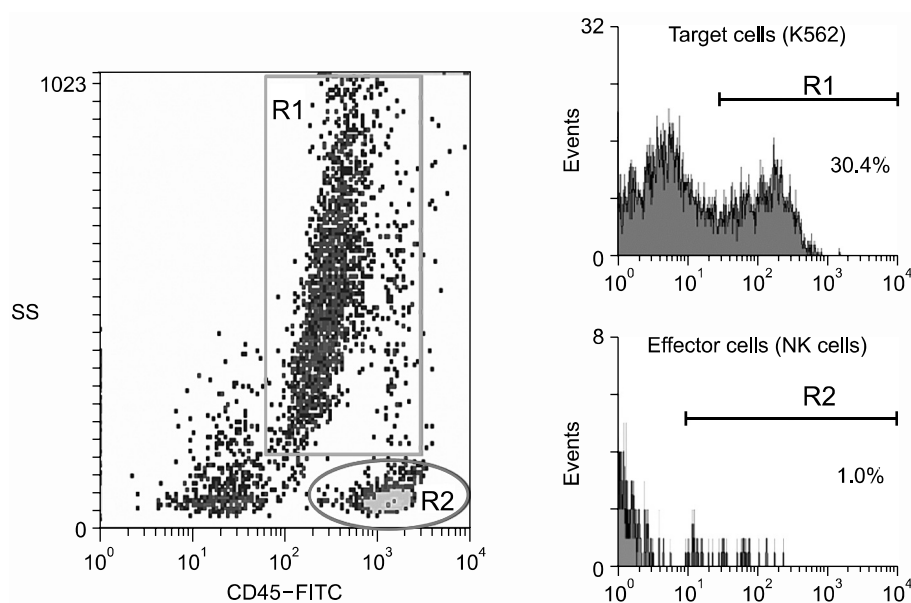 1023
R1
SS
R2
0
10^0 10^1 10^2 10^3 10^4
CD45-FITC
32
Target cells (K562)
R1
Events
30.4%
0
10^0 10^1 10^2 10^3 10^4
8
Effector cells (NK cells)
R2
Events
1.0%
0
10^0 10^1 10^2 10^3 10^4